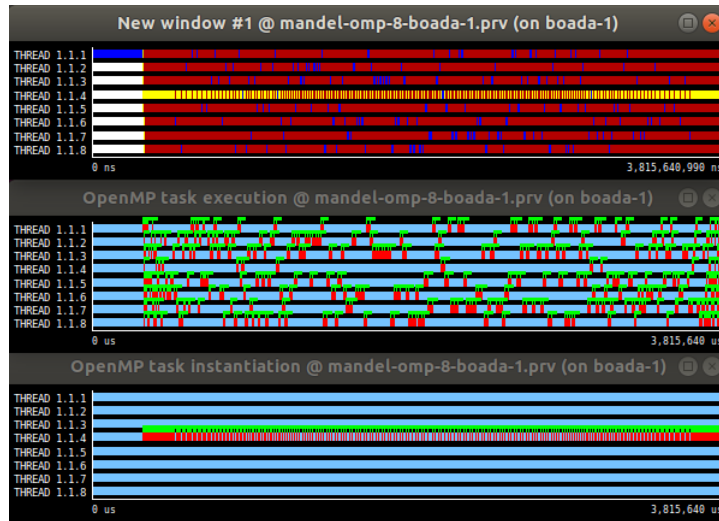 New window #1 @ mandel-omp-8-boada-1.prv (on boada-1)
THREAD 1.1.1
THREAD 1.1.2
THREAD 1.1.3
THREAD 1.1.4
THREAD 1.1.5
THREAD 1.1.6
THREAD 1.1.7
THREAD 1.1.8
0 ns 3,815,640,990 ns
OpenMP task execution @ mandel-omp-8-boada-1.prv (on boada-1)
THREAD 1.1.1
THREAD 1.1.2
THREAD 1.1.3
THREAD 1.1.4
THREAD 1.1.5
THREAD 1.1.6
THREAD 1.1.7
THREAD 1.1.8
0 us 3,815,640 us
OpenMP task instantiation @ mandel-omp-8-boada-1.prv (on boada-1)
THREAD 1.1.1
THREAD 1.1.2
THREAD 1.1.3
THREAD 1.1.4
THREAD 1.1.5
THREAD 1.1.6
THREAD 1.1.7
THREAD 1.1.8
0 us 3,815,640 us